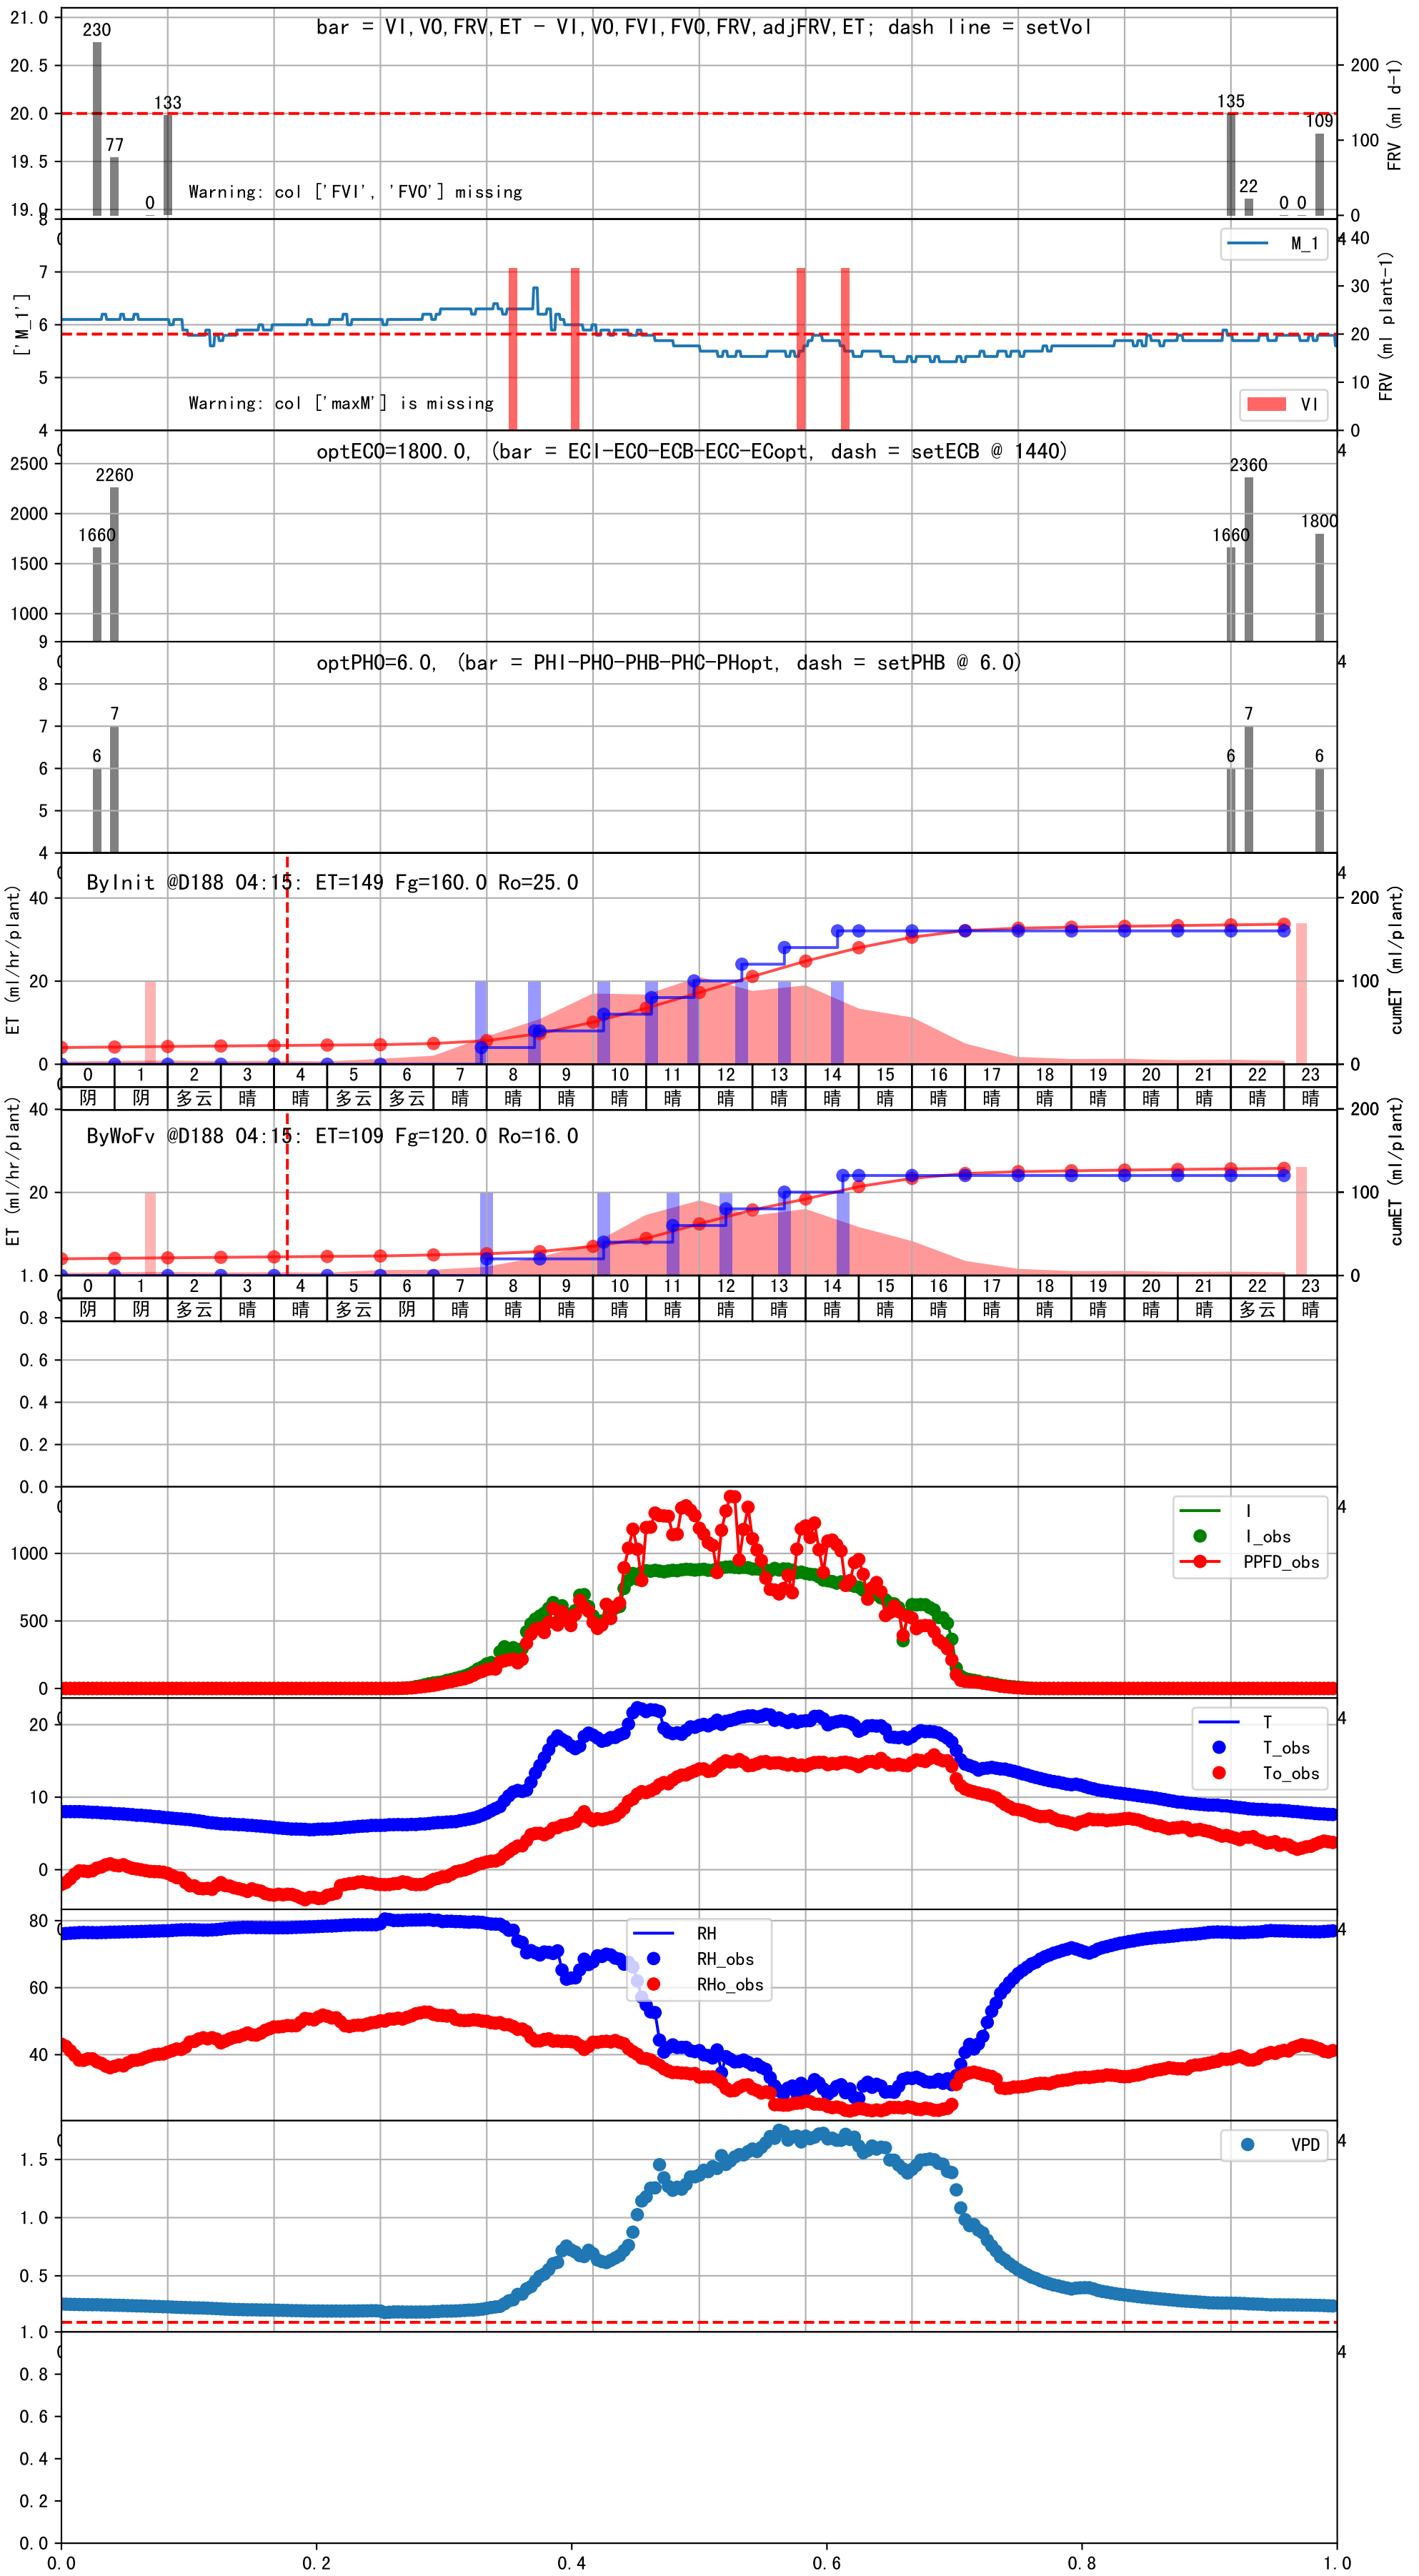 bar = VI,VO,FRV,ET - VI,VO,FVI,FVO,FRV,adjFRV,ET; dash line = setVol
21.0
20.5
20.0
19.5
19.0
230
77
0
133
135
22
0
0
109
200
100
0
FRV (ml d-1)
Warning: col ['FVI', 'FVO'] missing
8
7
6
5
4
['M_1']
M_1
VI
40
30
20
10
0
FRV (ml plant-1)
Warning: col ['maxM'] is missing
optECO=1800.0, (bar = ECI-ECO-ECB-ECC-ECopt, dash = setECB @ 1440)
2500
2000
1500
1000
1660
2260
1660
2360
1800
4
optPHO=6.0, (bar = PHI-PHO-PHB-PHC-PHopt, dash = setPHB @ 6.0)
9
8
7
6
5
4
6
7
6
7
6
4
ByInit @D188 04:15: ET=149 Fg=160.0 Ro=25.0
ET (ml/hr/plant)
40
20
0
4
200
100
0
cumET (ml/plant)
0 1 2 3 4 5 6 7 8 9 10 11 12 13 14 15 16 17 18 19 20 21 22 23
阴 阴 多云 晴 晴 多云 多云 晴 晴 晴 晴 晴 晴 晴 晴 晴 晴 晴 晴 晴 晴 晴 晴 晴
ByWoFv @D188 04:15: ET=109 Fg=120.0 Ro=16.0
ET (ml/hr/plant)
40
20
200
100
0
cumET (ml/plant)
0 1 2 3 4 5 6 7 8 9 10 11 12 13 14 15 16 17 18 19 20 21 22 23
阴 阴 多云 晴 晴 多云 阴 晴 晴 晴 晴 晴 晴 晴 晴 晴 晴 晴 晴 晴 晴 晴 多云 晴
1.0
0.8
0.6
0.4
0.2
0.0
4
1000
500
0
I
I_obs
PPFD_obs
4
20
10
0
T
T_obs
To_obs
4
80
60
40
RH
RH_obs
RHo_obs
4
1.5
1.0
0.5
VPD
4
1.0
0.8
0.6
0.4
0.2
0.0
0.0 0.2 0.4 0.6 0.8 1.0